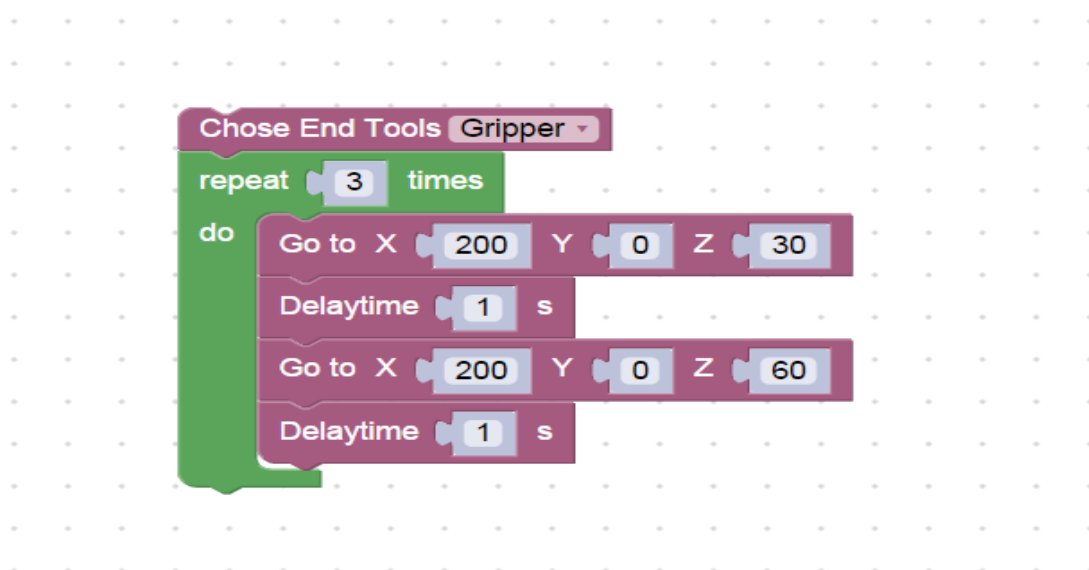 Chose End Tools Gripper
repeat 3 times
do
Go to X 200 Y 0 Z 30
Delaytime 1 s
Go to X 200 Y 0 Z 60
Delaytime 1 s